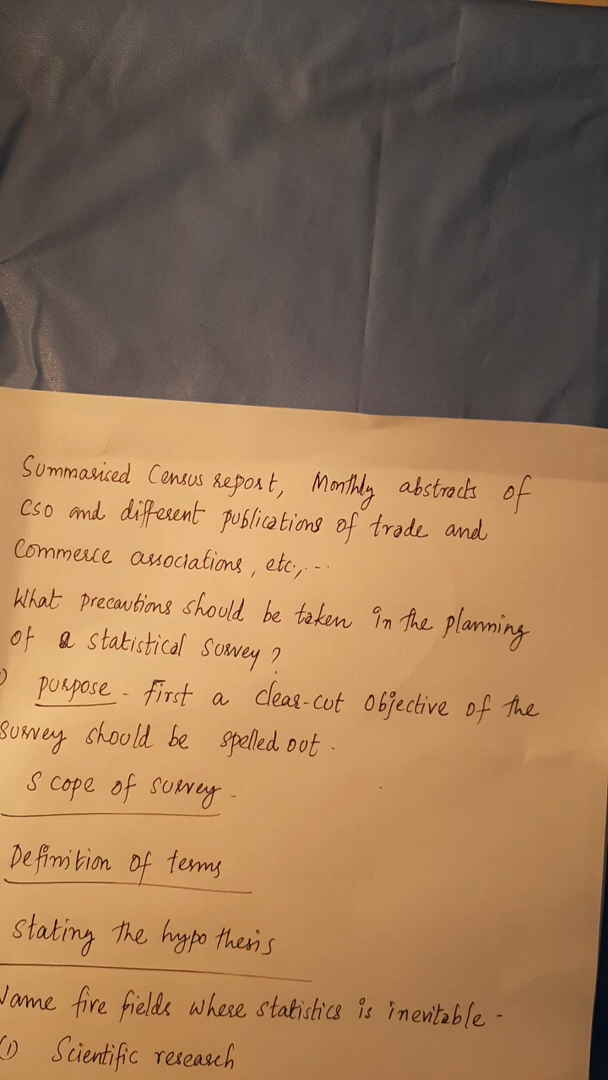 Summarised Census report, Monthly abstracts of
CSO and different publications of trade and
Commerce associations, etc.,...
What precautions should be taken in the planning
of a statistical survey?
) purpose - First a clear-cut objective of the
survey should be spelled out.
Scope of survey -
Definition of terms
Stating the hypothesis
Name five fields where statistics is inevitable -
(1) Scientific research